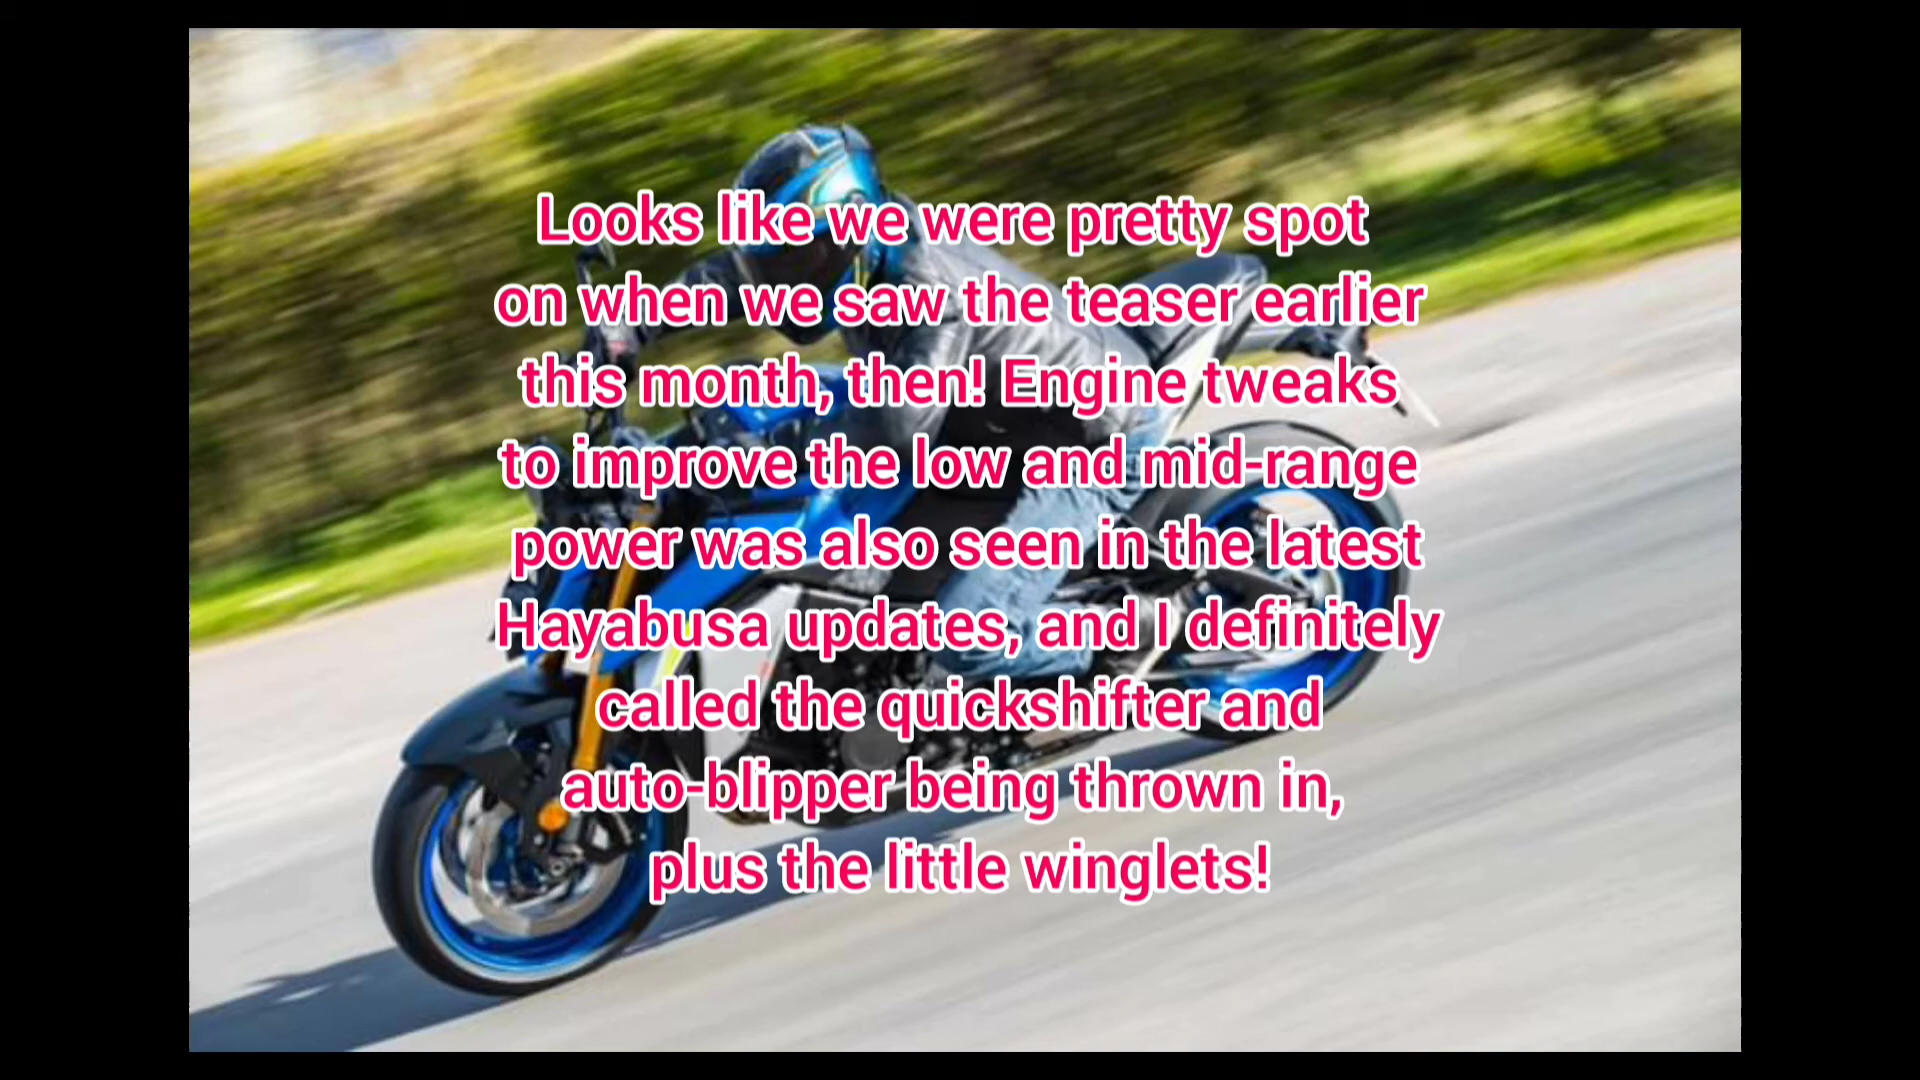 Looks like we were pretty spot
on when we saw the teaser earlier
this month, then! Engine tweaks
to improve the low and mid-range
power was also seen in the latest
Hayabusa updates, and I definitely
called the quickshifter and
auto-blipper being thrown in,
plus the little winglets!